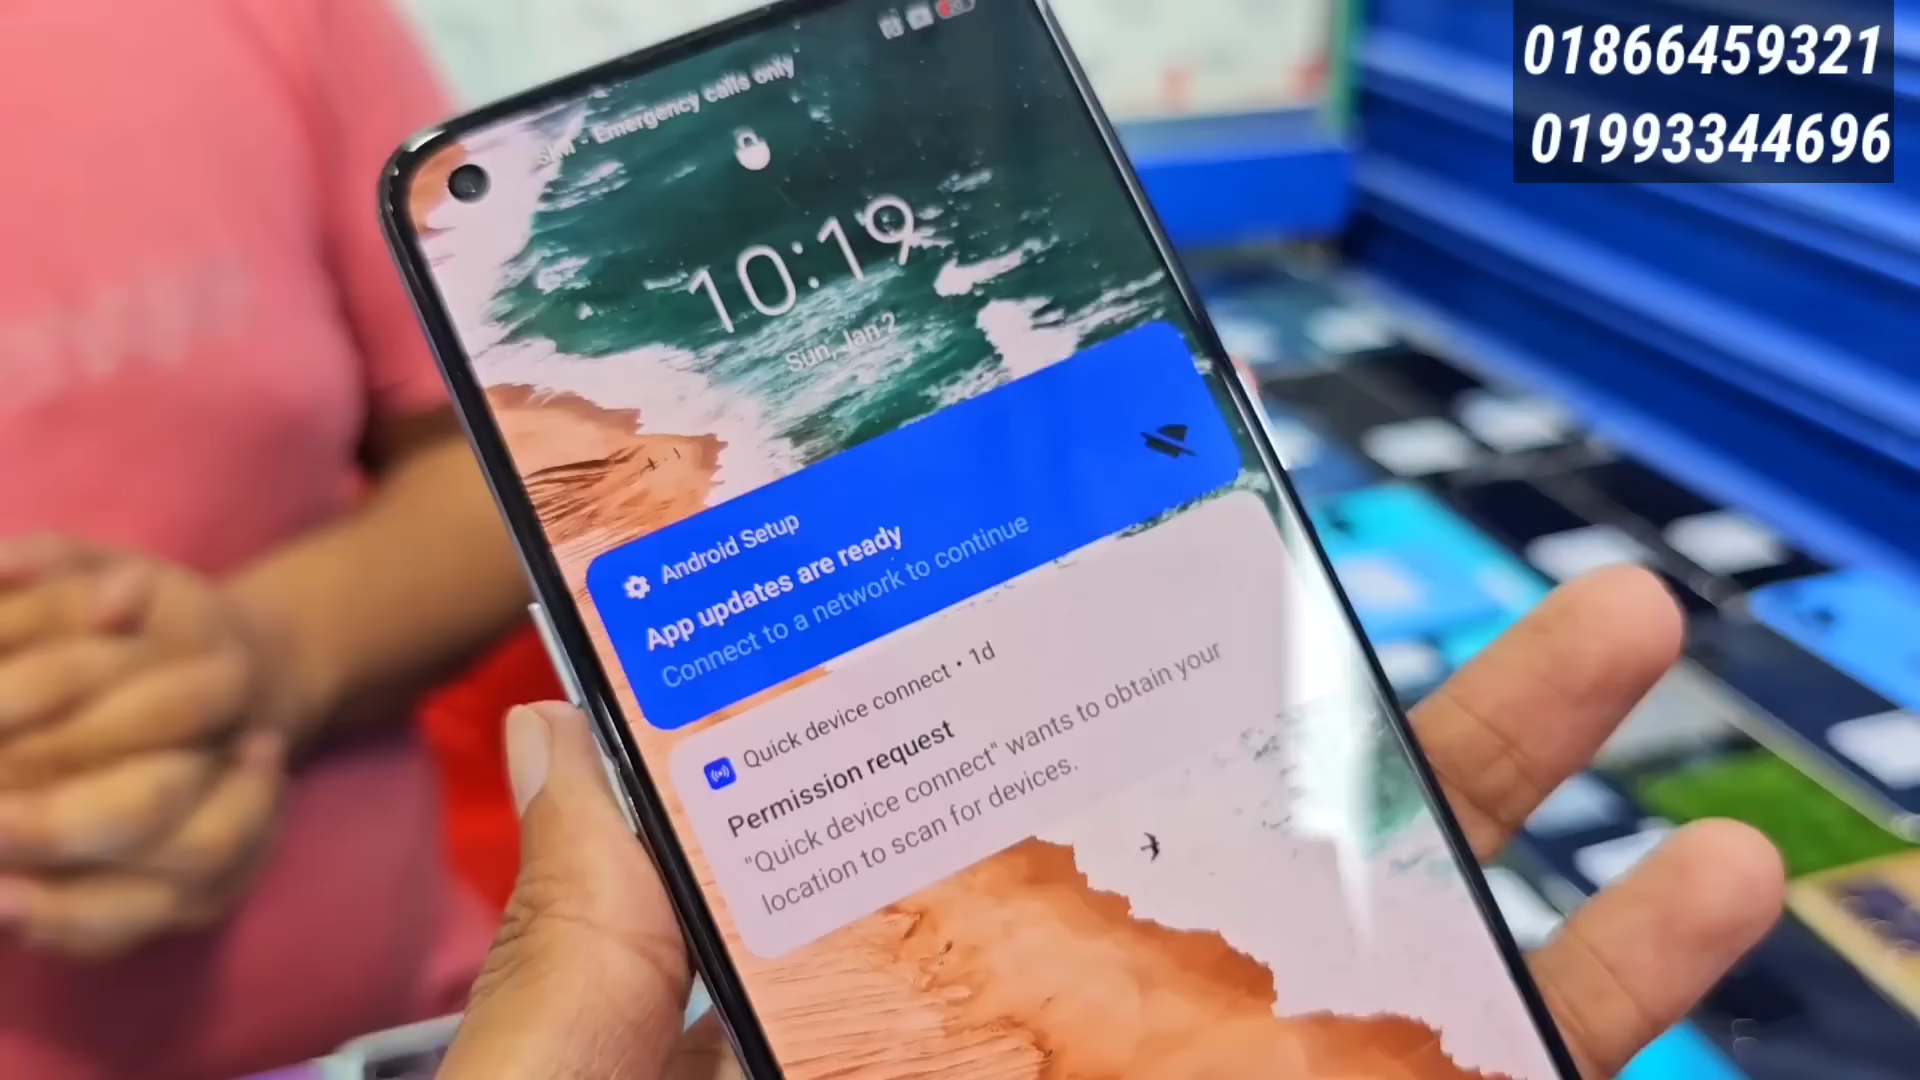 01866459321
01993344696
Emergency calls only
10:19
Sun, Jan 2
Android Setup
App updates are ready
Connect to a network to continue
Quick device connect • 1d
Permission request
"Quick device connect" wants to obtain your
location to scan for devices.